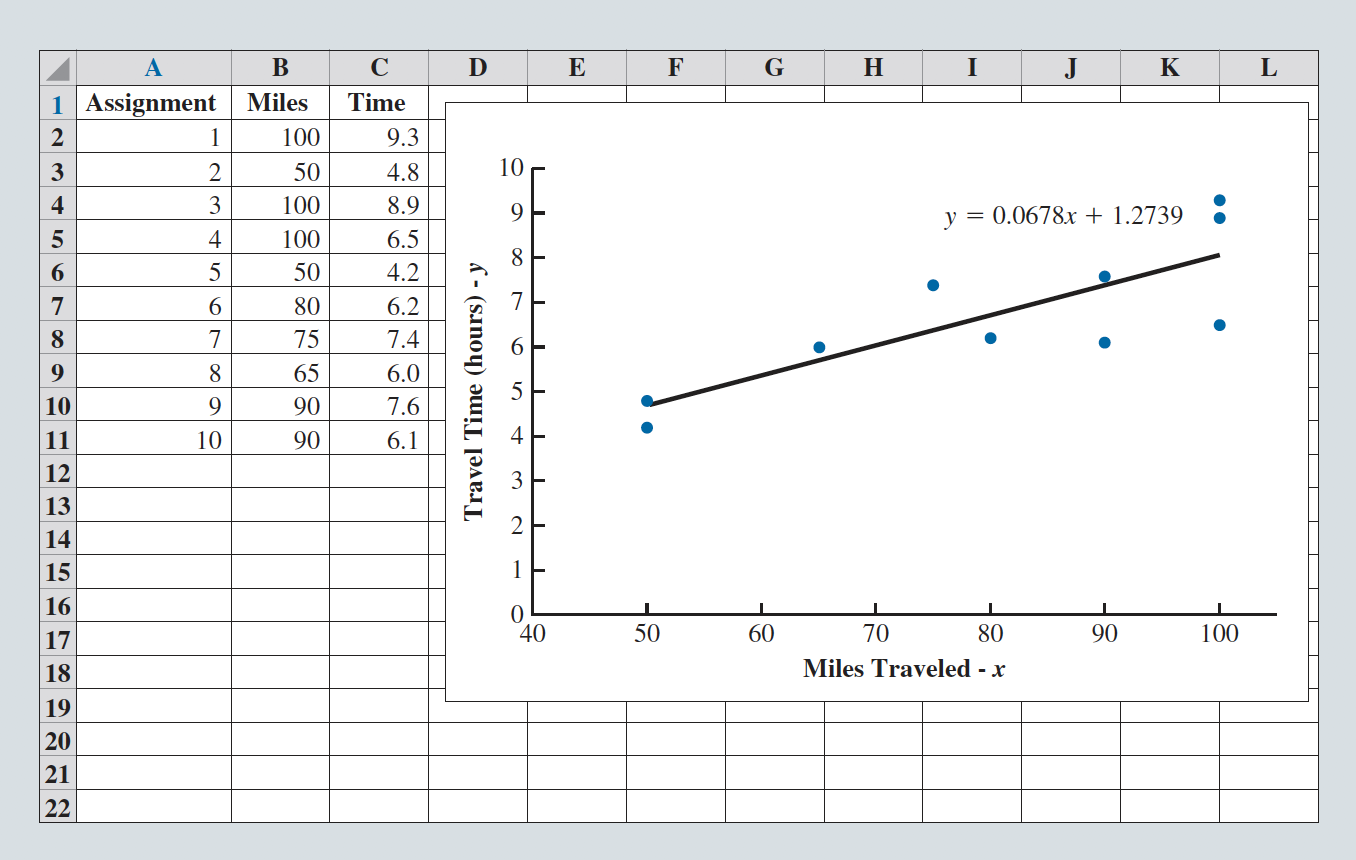 A B C D E F G H I J K L
1 Assignment Miles Time
2 1 100 9.3
3 2 50 4.8
4 3 100 8.9
5 4 100 6.5
6 5 50 4.2
7 6 80 6.2
8 7 75 7.4
9 8 65 6.0
10 9 90 7.6
11 10 90 6.1
12
13
14
15
16
17
18
19
20
21
22
10
9
8
7
6
5
4
3
2
1
0
Travel Time (hours) - y
y = 0.0678x + 1.2739
40 50 60 70 80 90 100
Miles Traveled - x